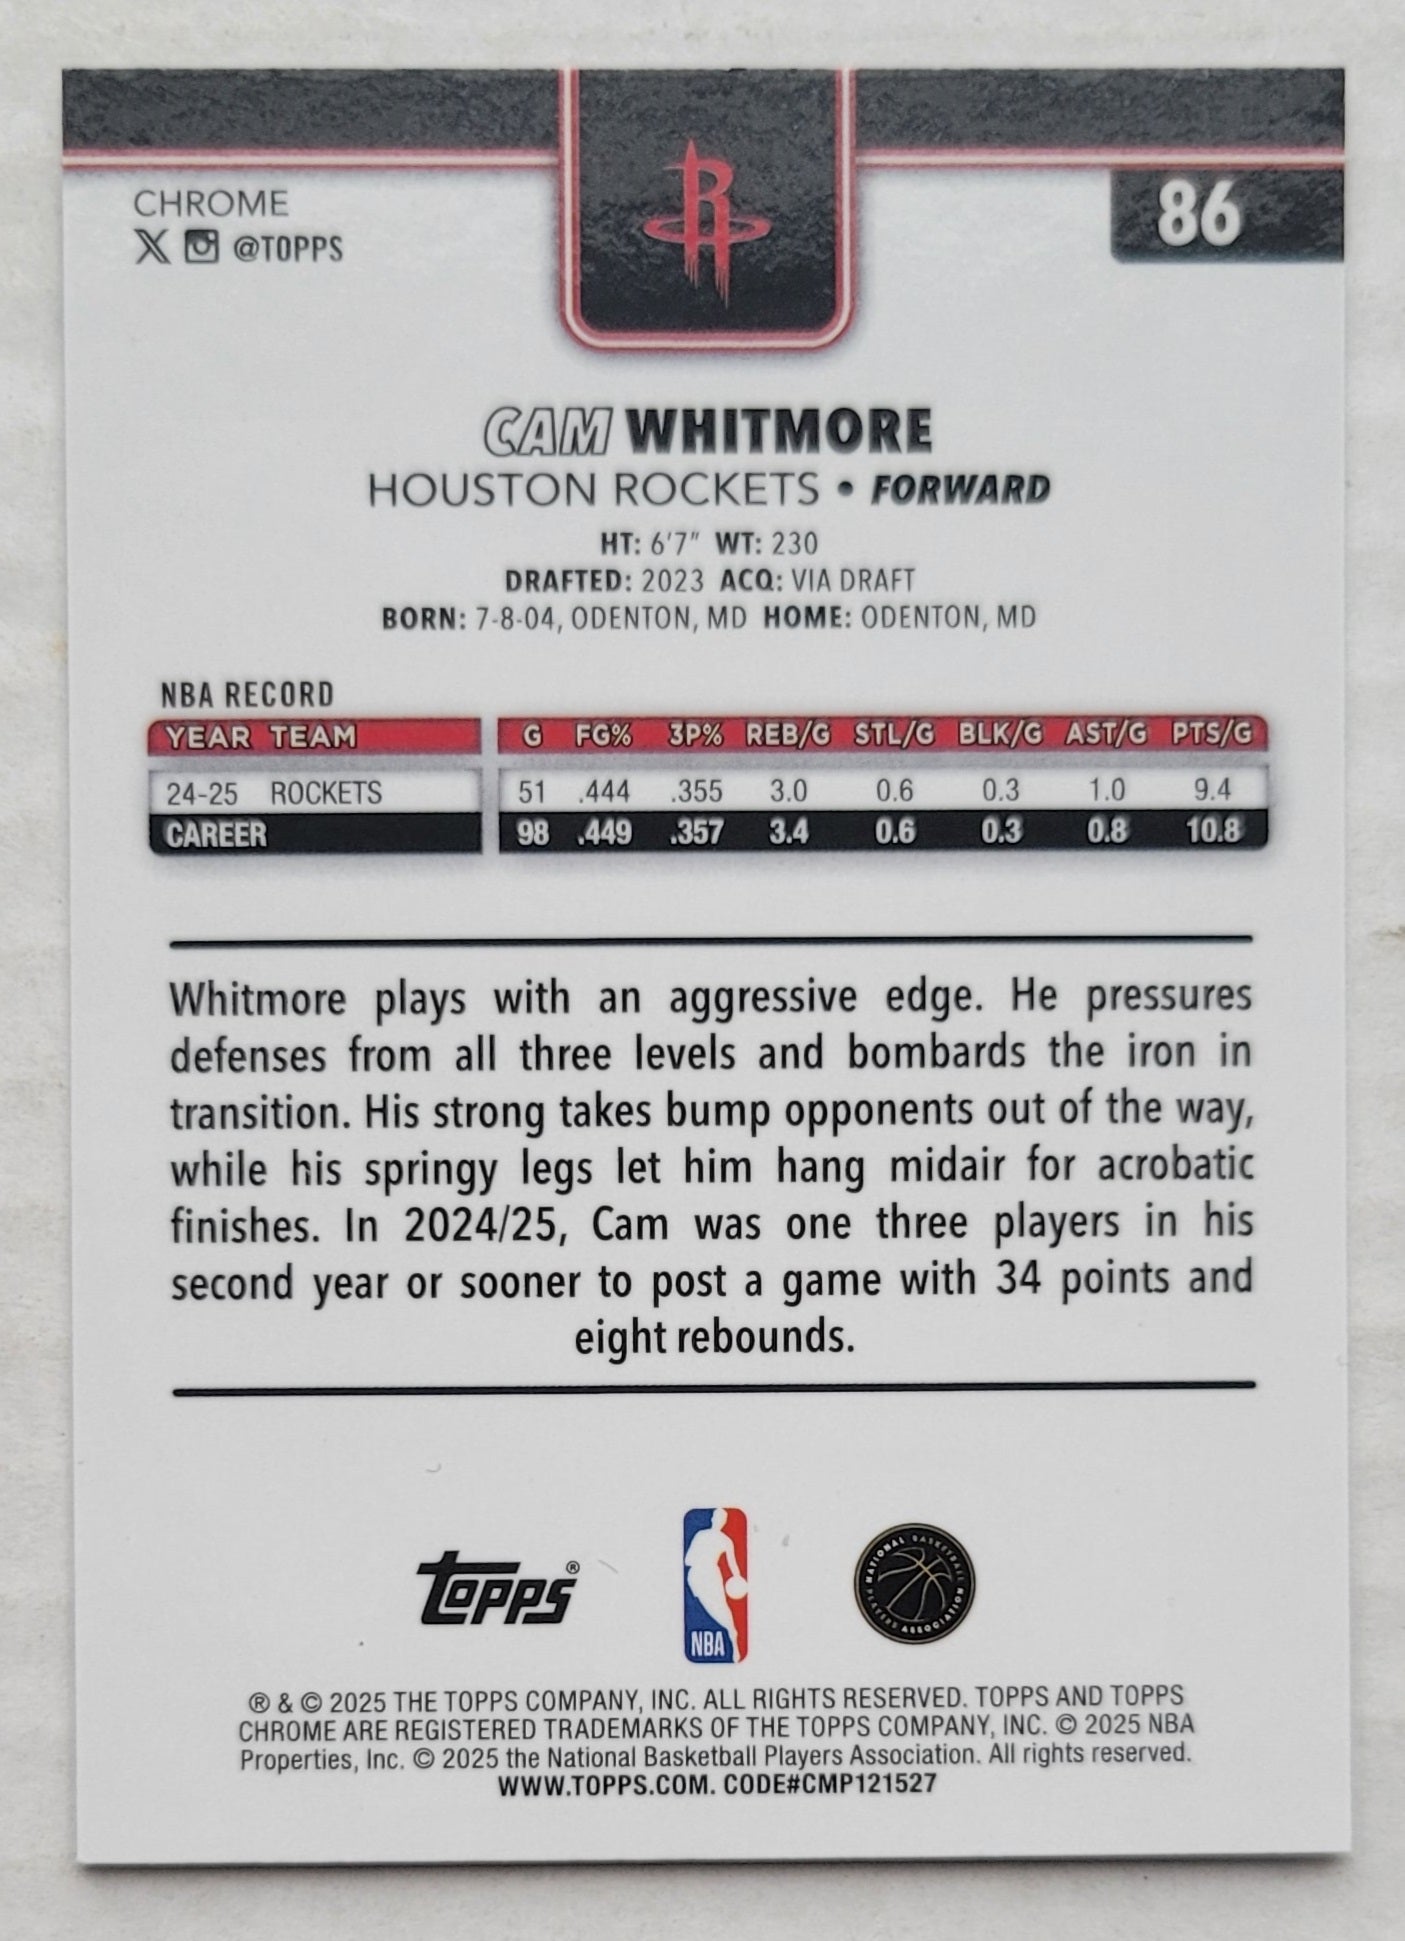 CHROME
86
X @TOPPS
CAM WHITMORE
HOUSTON ROCKETS • FORWARD
HT: 6'7" WT: 230
DRAFTED: 2023 ACQ: VIA DRAFT
BORN: 7-8-04, ODENTON, MD HOME: ODENTON, MD
NBA RECORD
YEAR TEAM G FG% 3P% REB/G STL/G BLK/G AST/G PTS/G
24-25 ROCKETS 51 .444 .355 3.0 0.6 0.3 1.0 9.4
CAREER 98 .449 .357 3.4 0.6 0.3 0.8 10.8
Whitmore plays with an aggressive edge. He pressures
defenses from all three levels and bombards the iron in
transition. His strong takes bump opponents out of the way,
while his springy legs let him hang midair for acrobatic
finishes. In 2024/25, Cam was one three players in his
second year or sooner to post a game with 34 points and
eight rebounds.
TOPPS®
NBA
NATIONAL BASKETBALL PLAYERS ASSOCIATION
® & © 2025 THE TOPPS COMPANY, INC. ALL RIGHTS RESERVED. TOPPS AND TOPPS
CHROME ARE REGISTERED TRADEMARKS OF THE TOPPS COMPANY, INC. © 2025 NBA
Properties, Inc. © 2025 the National Basketball Players Association. All rights reserved.
WWW.TOPPS.COM. CODE#CMP121527